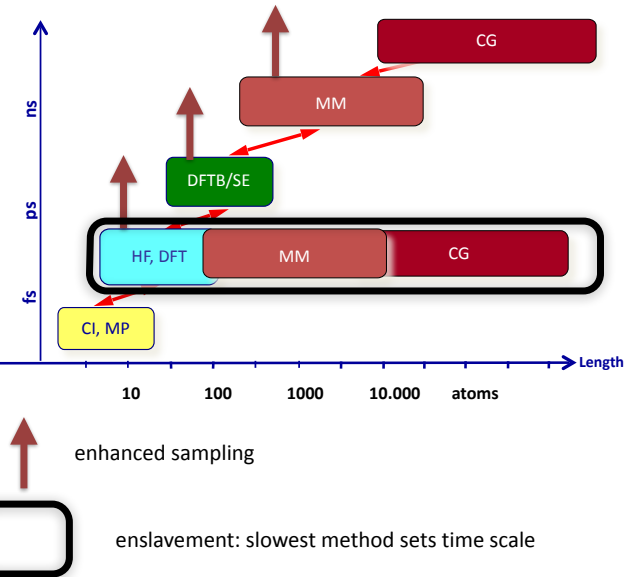 CG
MM
ns
DFTB/SE
ps
HF, DFT
MM
CG
fs
CI, MP
Length
10 100 1000 10.000 atoms
enhanced sampling
enslavement: slowest method sets time scale